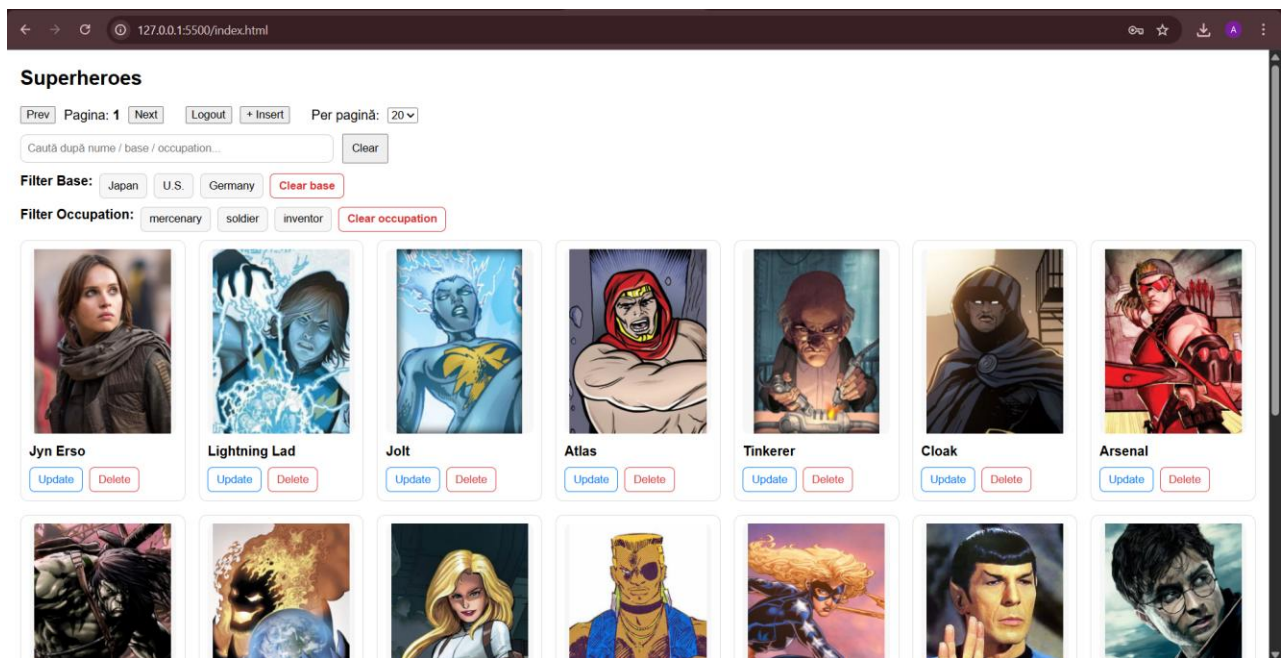 127.0.0.1:5500/index.html
A
Superheroes
Prev Pagina: 1 Next Logout + Insert Per pagină: 20
Caută după nume / base / occupation... Clear
Filter Base: Japan U.S. Germany Clear base
Filter Occupation: mercenary soldier inventor Clear occupation
Jyn Erso Lightning Lad Jolt Atlas Tinkerer Cloak Arsenal
Update Delete Update Delete Update Delete Update Delete Update Delete Update Delete Update Delete